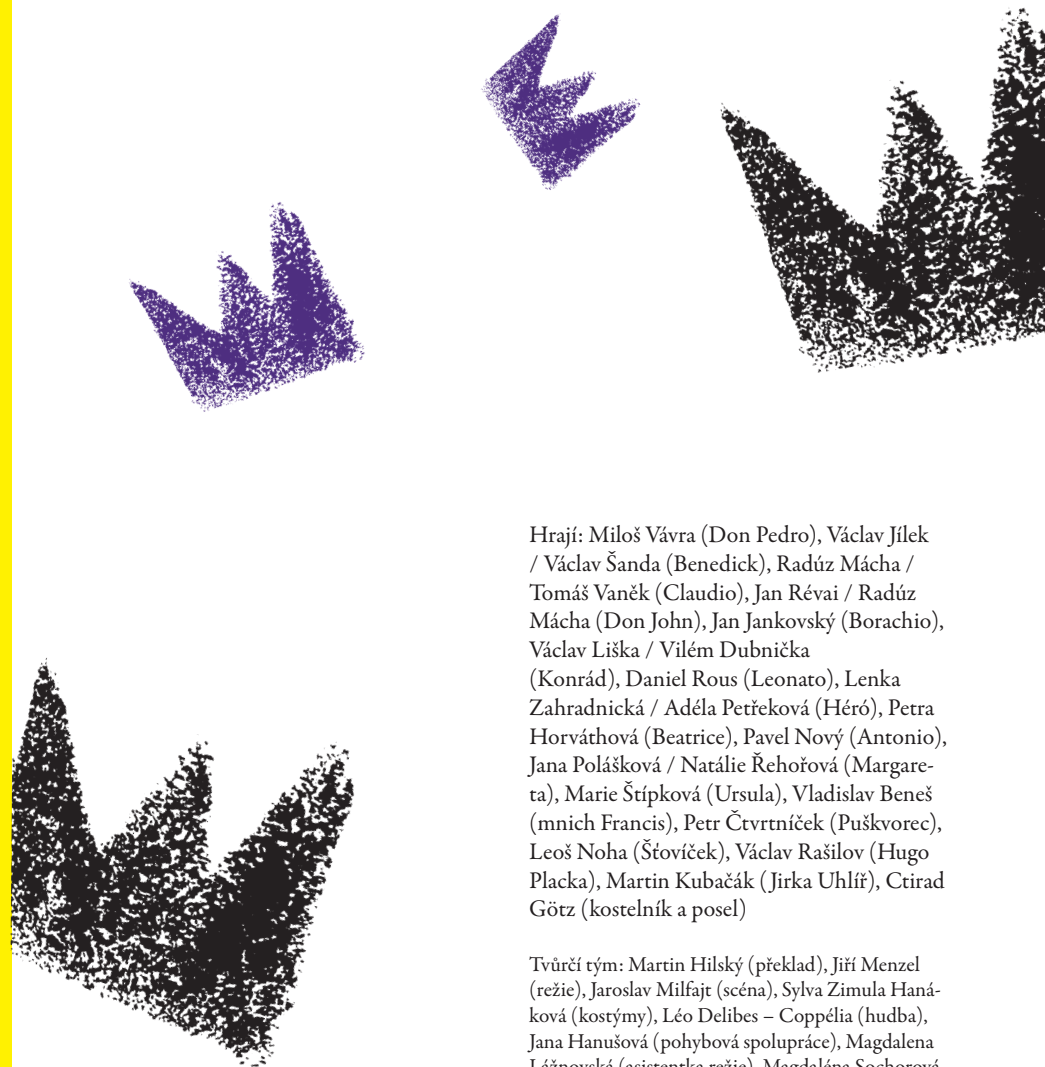 Hrají: Miloš Vávra (Don Pedro), Václav Jílek
/ Václav Šanda (Benedick), Radúz Mácha /
Tomáš Vaněk (Claudio), Jan Révai / Radúz
Mácha (Don John), Jan Jankovský (Borachio),
Václav Liška / Vilém Dubnička
(Konrád), Daniel Rous (Leonato), Lenka
Zahradnická / Adéla Petřeková (Héró), Petra
Horváthová (Beatrice), Pavel Nový (Antonio),
Jana Polášková / Natálie Řehořová (Margare-
ta), Marie Štípková (Ursula), Vladislav Beneš
(mnich Francis), Petr Čtvrtníček (Puškvorec),
Leoš Noha (Šťovíček), Václav Rašilov (Hugo
Placka), Martin Kubačák (Jirka Uhlíř), Ctirad
Götz (kostelník a posel)
Tvůrčí tým: Martin Hilský (překlad), Jiří Menzel
(režie), Jaroslav Milfajt (scéna), Sylva Zimula Haná-
ková (kostýmy), Léo Delibes – Coppélia (hudba),
Jana Hanušová (pohybová spolupráce), Magdalena
Lážnovská (asistentka režie), Magdaléna Sochorová